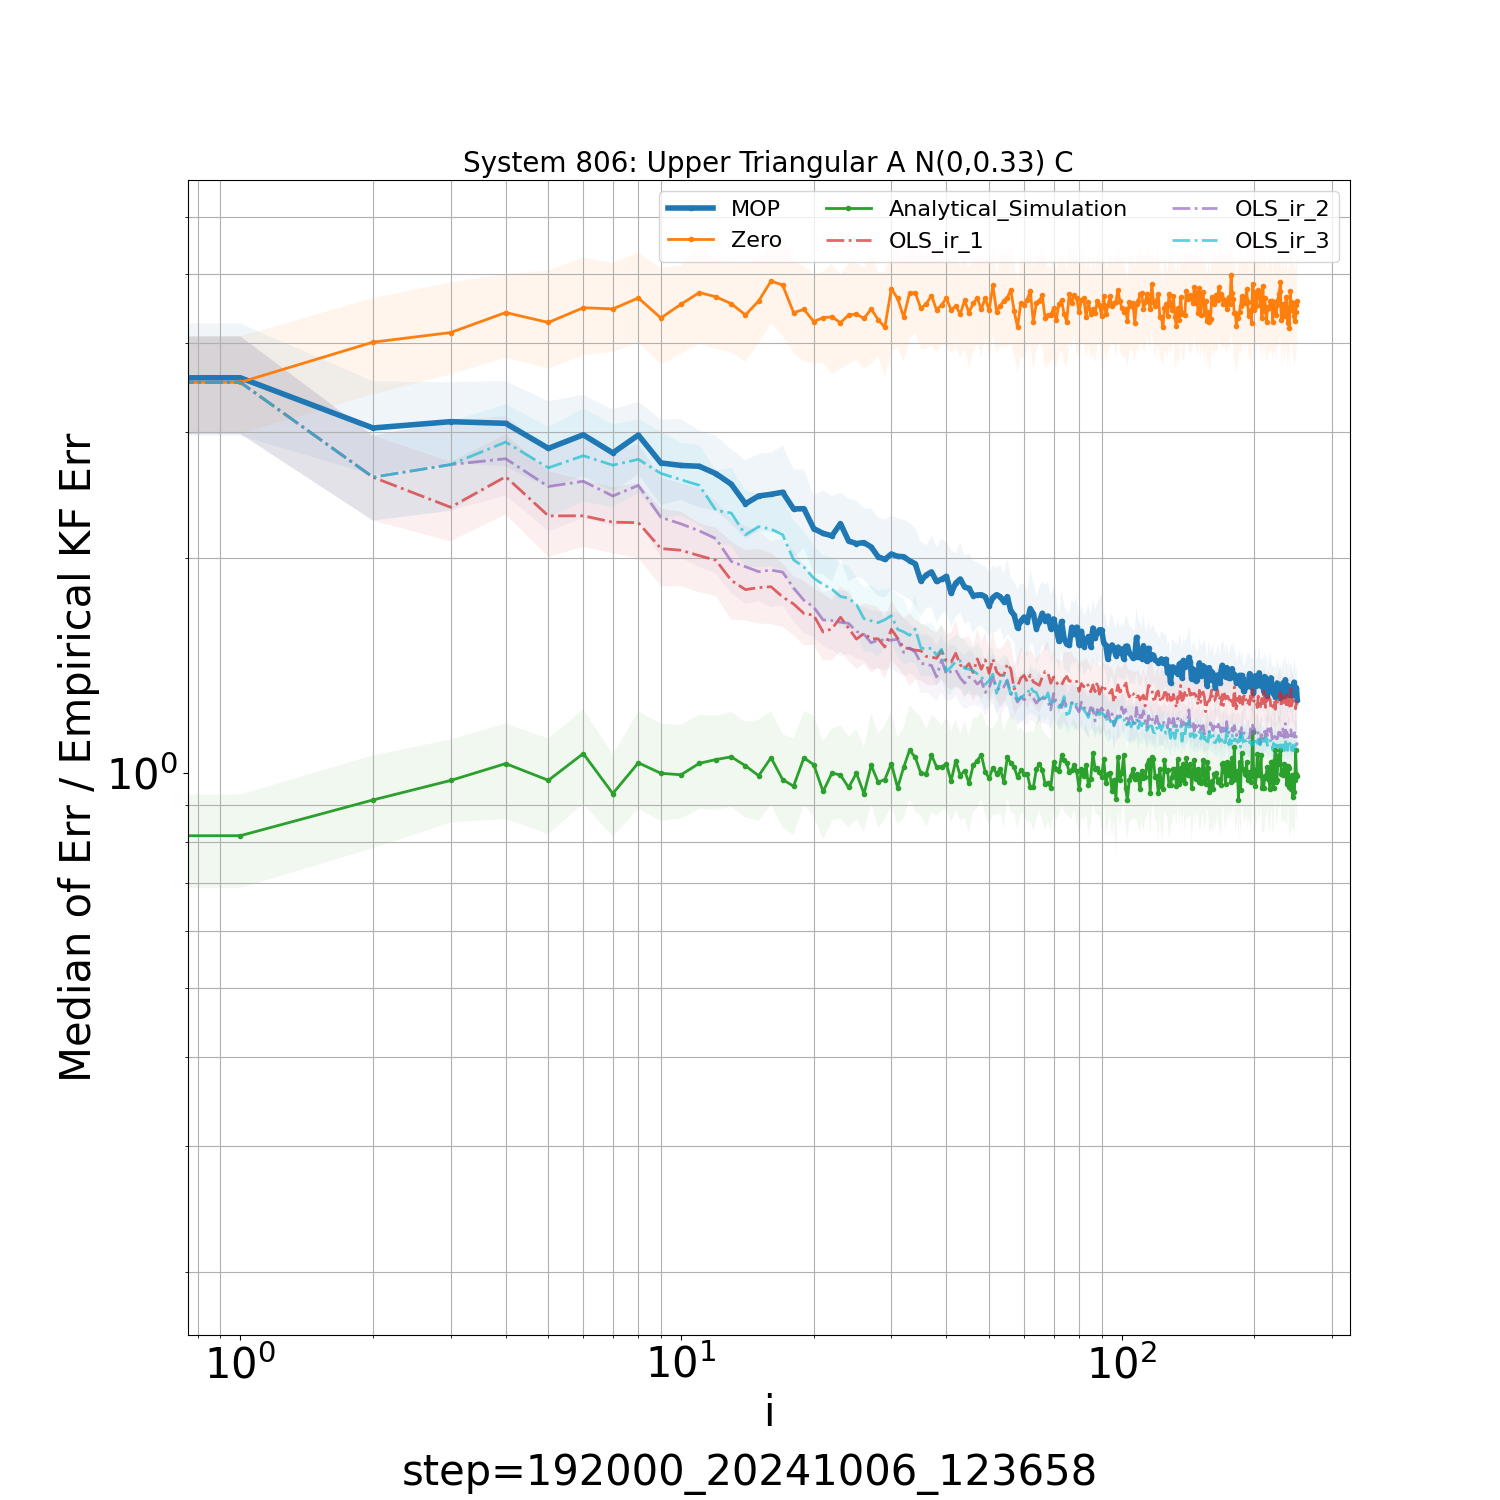 System 806: Upper Triangular A N(0,0.33) C
MOP
Zero
Analytical_Simulation
OLS_ir_1
OLS_ir_2
OLS_ir_3
Median of Err / Empirical KF Err
10⁰
10⁰ 10¹ 10²
i
step=192000_20241006_123658